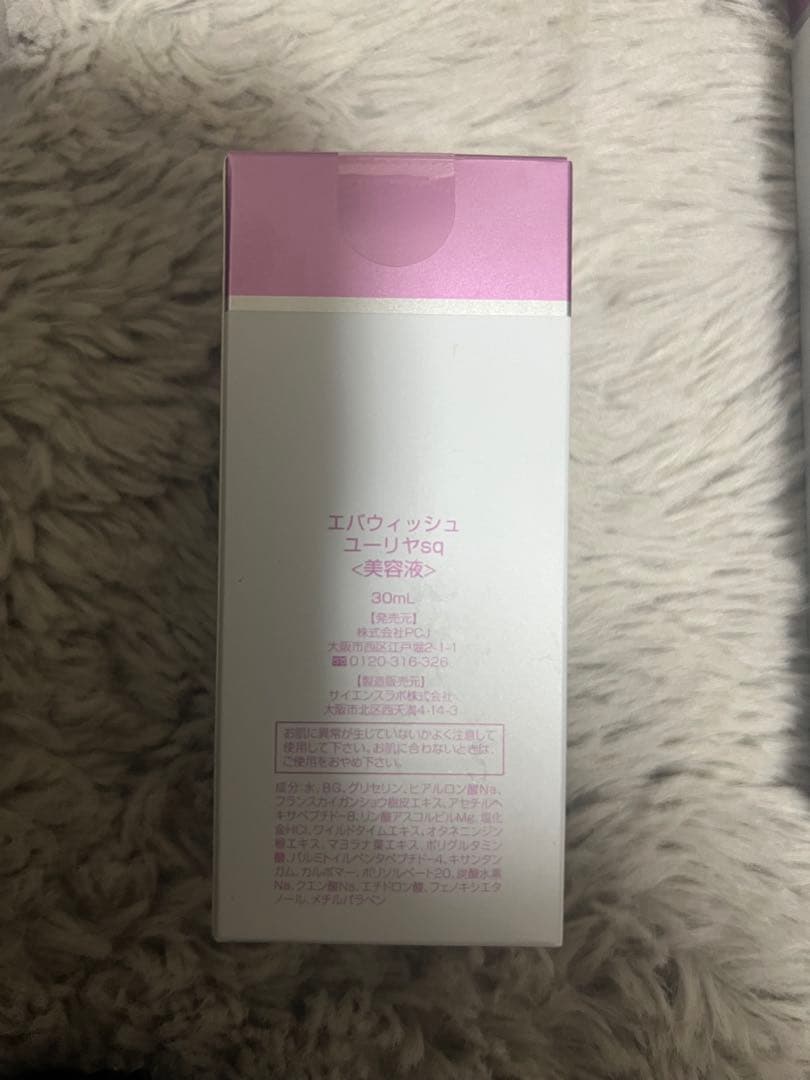 エバウィッシュ
ユーリヤsq
<美容液>
30mL
【発売元】
株式会社PCJ
大阪市西区江戸堀2-1-1
0120-316-326
【製造販売元】
サイエンスラボ株式会社
大阪市北区西天満4-14-3
お肌に異常が生じていないかよく注意して
使用して下さい。お肌に合わないときは、
ご使用をおやめ下さい。
成分:水、BG、グリセリン、ヒアルロン酸Na、
フランスカイガンショウ樹皮エキス、アセチルヘ
キサペプチド-8、リン酸アスコルビルMg、塩化
金HCl、ワイルドタイムエキス、オタネニンジン
根エキス、マヨラナ葉エキス、ポリグルタミン
酸、パルミトイルペンタペプチド-4、キサンタン
ガム、カルボマー、ポリソルベート20、炭酸水素
Na、クエン酸Na、エチドロン酸、フェノキシエタ
ノール、メチルパラベン